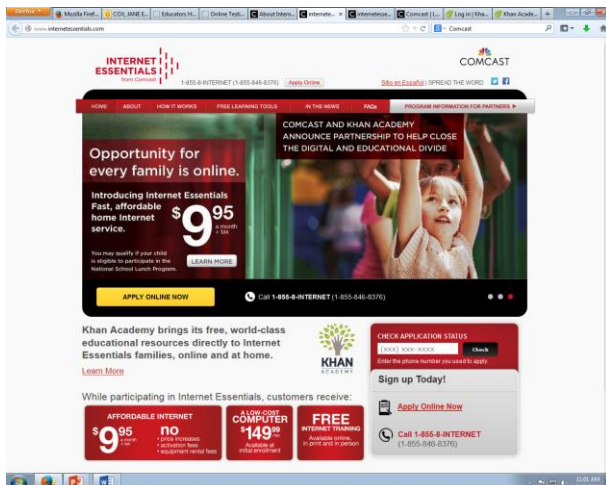 Firefox
Mozilla Firef...
COX, JANE E...
Educators H...
Online Testi...
About Intern...
internete...
internetesse...
Comcast | L...
Log in | Kha...
Khan Acade...
www.internetessentials.com
Comcast
INTERNET
ESSENTIALS
from Comcast
1-855-8-INTERNET (1-855-846-8376)
Apply Online
COMCAST
Sitio en Español | SPREAD THE WORD
HOME
ABOUT
HOW IT WORKS
FREE LEARNING TOOLS
IN THE NEWS
FAQs
PROGRAM INFORMATION FOR PARTNERS
COMCAST AND KHAN ACADEMY
ANNOUNCE PARTNERSHIP TO HELP CLOSE
THE DIGITAL AND EDUCATIONAL DIVIDE
Opportunity for
every family is online.
Introducing Internet Essentials
Fast, affordable
home Internet
service.
$9.95
a month
+ tax
You may qualify if your child
is eligible to participate in the
National School Lunch Program.
LEARN MORE
APPLY ONLINE NOW
Call 1-855-8-INTERNET (1-855-846-8376)
Khan Academy brings its free, world-class
educational resources directly to Internet
Essentials families, online and at home.
Learn More
KHAN
ACADEMY
CHECK APPLICATION STATUS
(xxx) xxx-xxxx
Check
Enter the phone number you used to apply.
Sign up Today!
Apply Online Now
Call 1-855-8-INTERNET
(1-855-846-8376)
While participating in Internet Essentials, customers receive:
AFFORDABLE INTERNET
$9.95
a month
+ tax
no
• price increases
• activation fees
• equipment rental fees
A LOW-COST
COMPUTER
$149.99
Available at
initial enrollment
FREE
INTERNET TRAINING
Available online,
in print and in person
11:01 AM